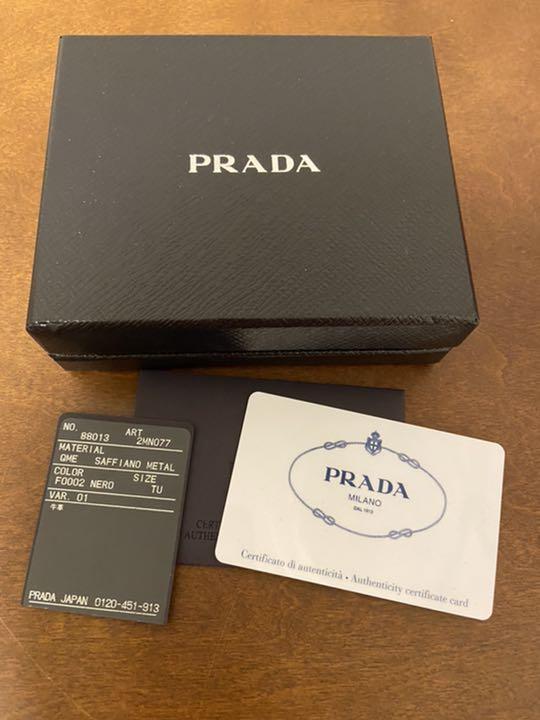 PRADA
NO. 88013 ART 2MN077
MATERIAL
QME SAFFIANO METAL
COLOR SIZE
F0002 NERO TU
VAR. 01
牛革
PRADA JAPAN 0120-451-913
PRADA
MILANO
DAL 1913
Certificato di autenticità • Authenticity certificate card